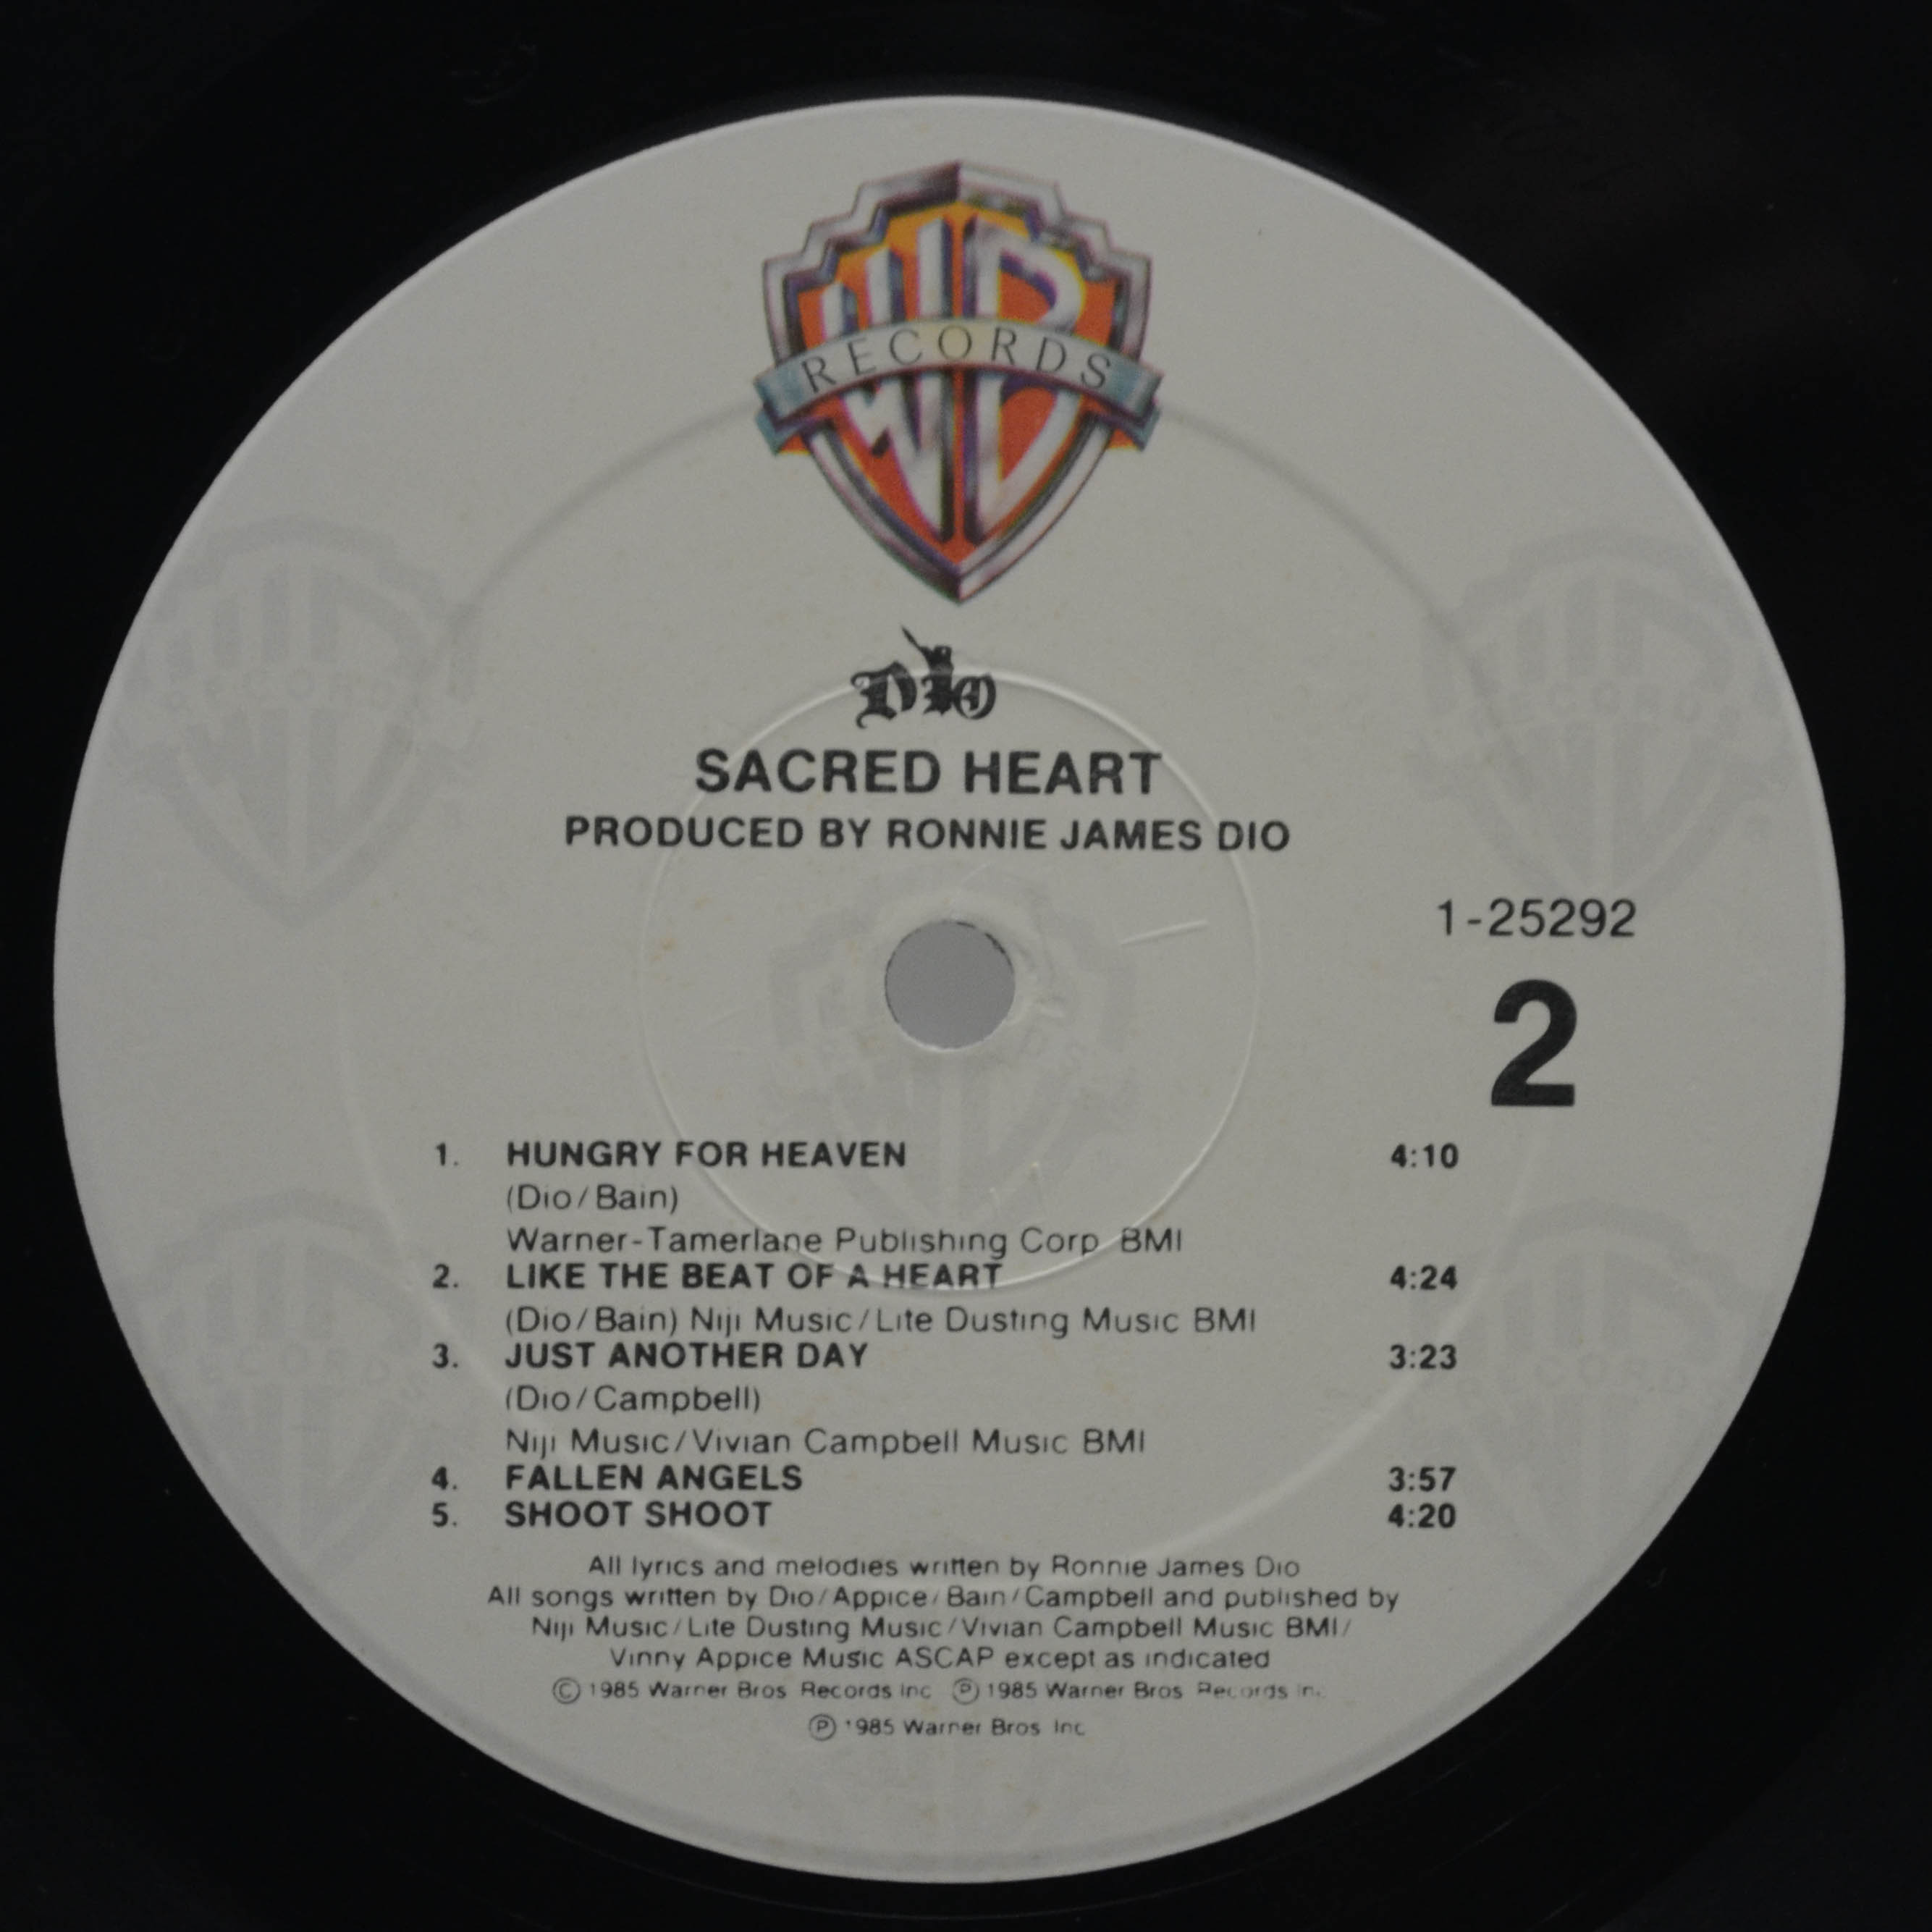 WB
RECORDS
DIO
SACRED HEART
PRODUCED BY RONNIE JAMES DIO
1-25292
2
1. HUNGRY FOR HEAVEN 4:10
(Dio/Bain)
Warner-Tamerlane Publishing Corp BMI
2. LIKE THE BEAT OF A HEART 4:24
(Dio/Bain) Niji Music/Lite Dusting Music BMI
3. JUST ANOTHER DAY 3:23
(Dio/Campbell)
Niji Music/Vivian Campbell Music BMI
4. FALLEN ANGELS 3:57
5. SHOOT SHOOT 4:20
All lyrics and melodies written by Ronnie James Dio
All songs written by Dio/Appice/Bain/Campbell and published by
Niji Music/Lite Dusting Music/Vivian Campbell Music BMI/
Vinny Appice Music ASCAP except as indicated
© 1985 Warner Bros Records Inc ℗ 1985 Warner Bros Records Inc
℗ 1985 Warner Bros Inc